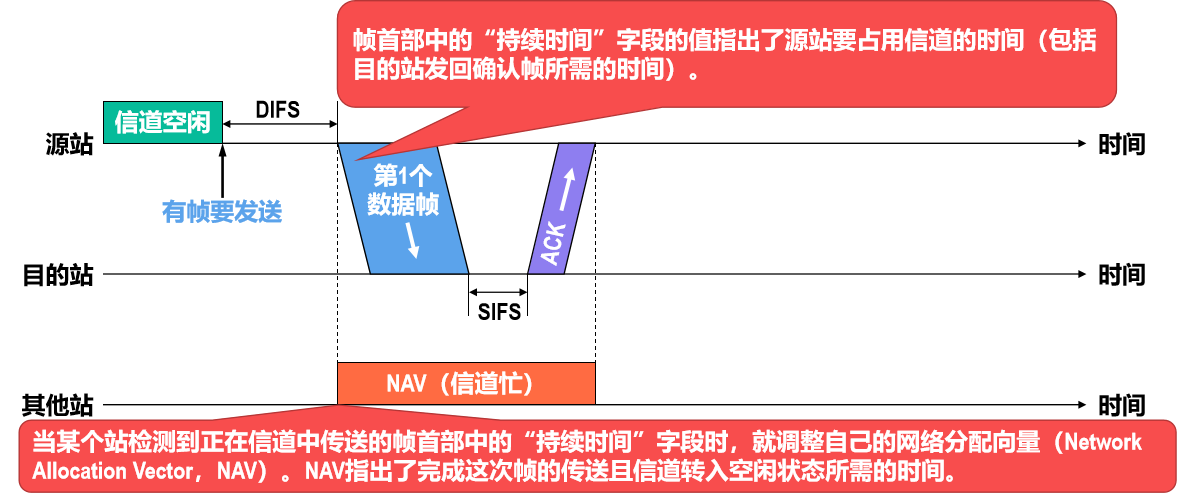 帧首部中的“持续时间”字段的值指出了源站要占用信道的时间（包括
目的站发回确认帧所需的时间）。
信道空闲
DIFS
源站
时间
有帧要发送
第1个
数据帧
ACK
目的站
时间
SIFS
NAV（信道忙）
其他站
时间
当某个站检测到正在信道中传送的帧首部中的“持续时间”字段时，就调整自己的网络分配向量（Network
Allocation Vector，NAV）。NAV指出了完成这次帧的传送且信道转入空闲状态所需的时间。